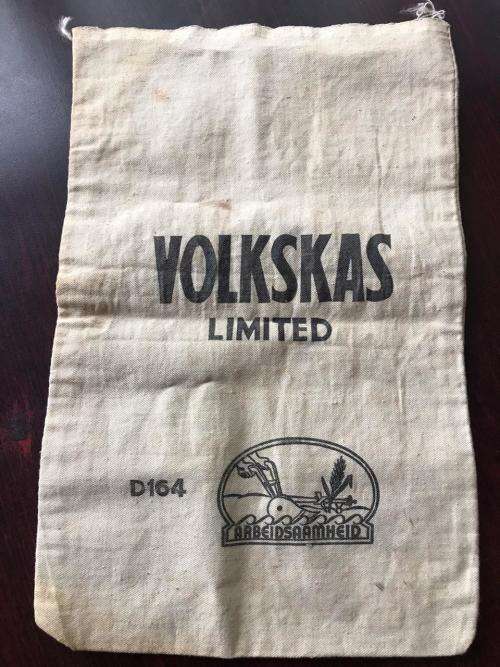 VOLKSKAS
LIMITED
D164
ARBEIDSAAMHEID